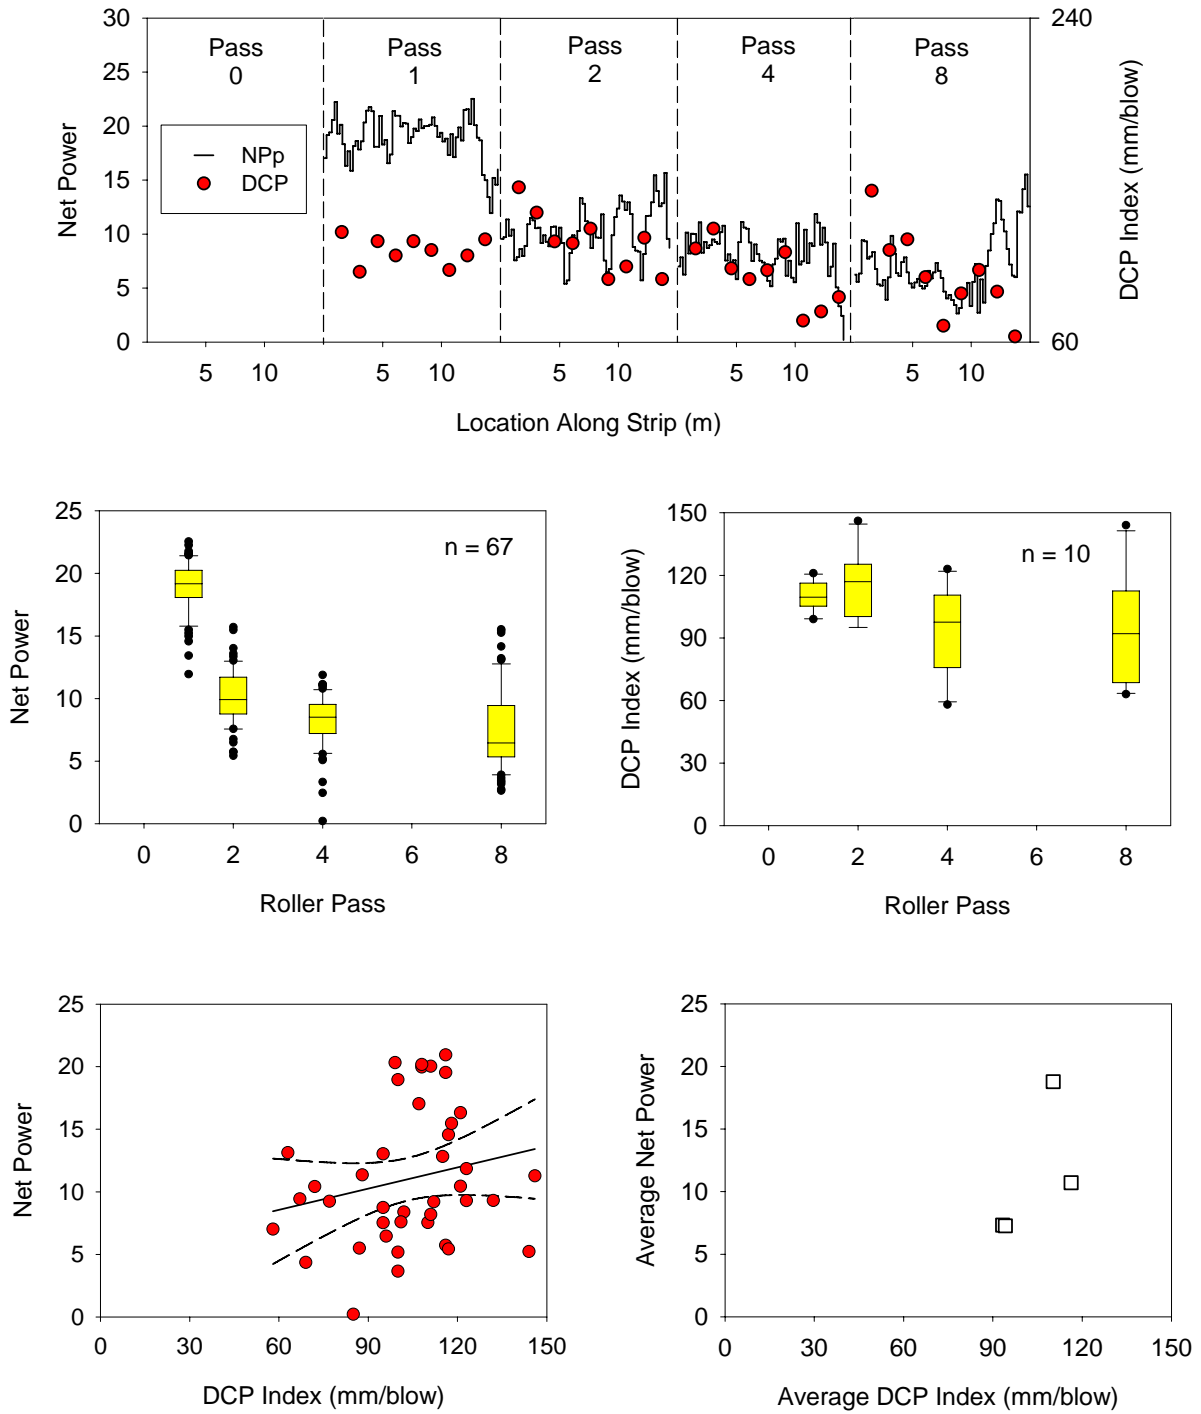 30 240
25
20
15
10
5
0 60
Net Power
DCP Index (mm/blow)
Pass Pass Pass Pass Pass
0 1 2 4 8
NPp
DCP
5 10 5 10 5 10 5 10 5 10
Location Along Strip (m)
25
20
15
10
5
0
Net Power
n = 67
0 2 4 6 8
Roller Pass
150
120
90
60
30
0
DCP Index (mm/blow)
n = 10
0 2 4 6 8
Roller Pass
25
20
15
10
5
0
Net Power
0 30 60 90 120 150
DCP Index (mm/blow)
25
20
15
10
5
0
Average Net Power
0 30 60 90 120 150
Average DCP Index (mm/blow)